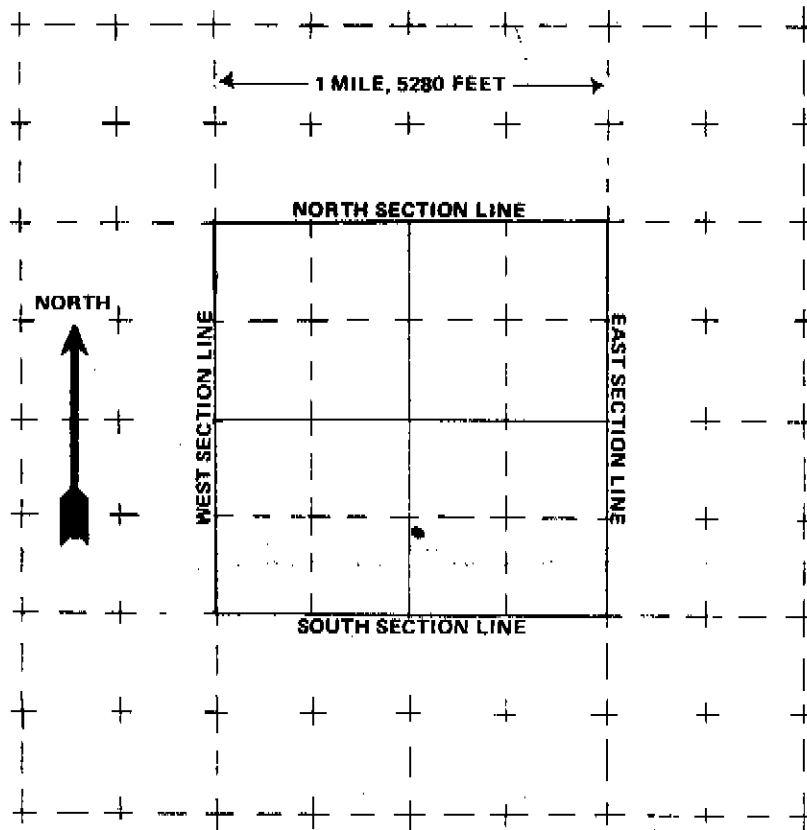 1 MILE, 5280 FEET
NORTH SECTION LINE
NORTH
WEST SECTION LINE
EAST SECTION LINE
SOUTH SECTION LINE